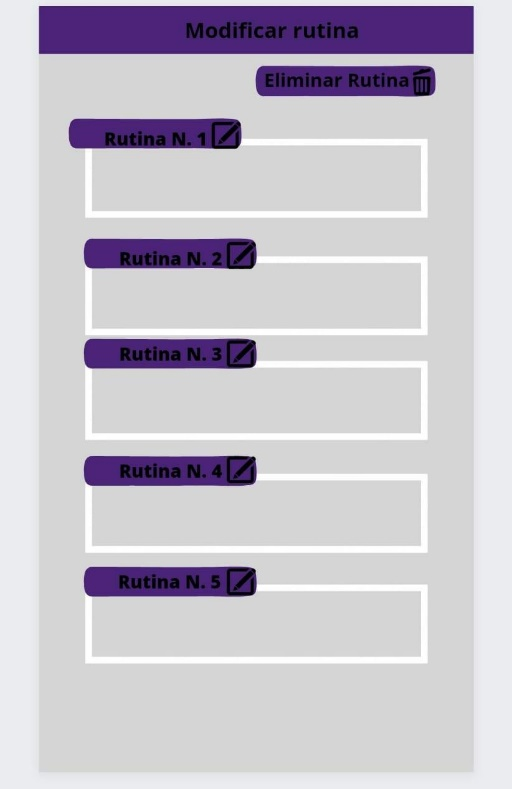 Modificar rutina
Eliminar Rutina
Rutina N. 1
Rutina N. 2
Rutina N. 3
Rutina N. 4
Rutina N. 5